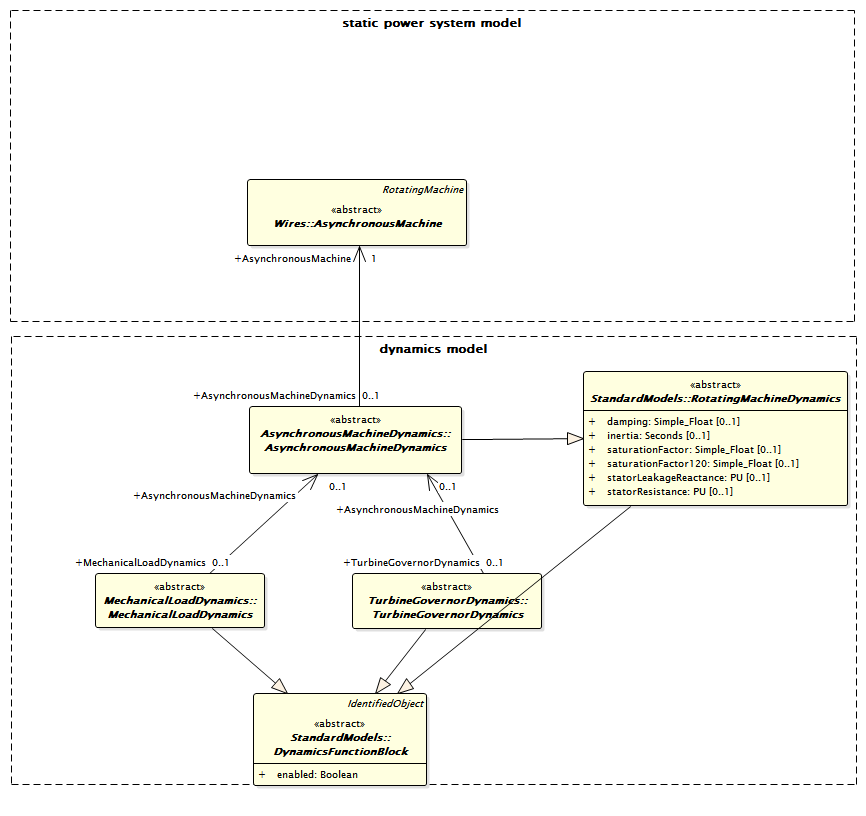 static power system model
RotatingMachine
«abstract»
Wires::AsynchronousMachine
+AsynchronousMachine 1
dynamics model
+AsynchronousMachineDynamics 0..1
«abstract»
AsynchronousMachineDynamics::
AsynchronousMachineDynamics
«abstract»
StandardModels::RotatingMachineDynamics
+ damping: Simple_Float [0..1]
+ inertia: Seconds [0..1]
+ saturationFactor: Simple_Float [0..1]
+ saturationFactor120: Simple_Float [0..1]
+ statorLeakageReactance: PU [0..1]
+ statorResistance: PU [0..1]
0..1
+AsynchronousMachineDynamics
0..1
+AsynchronousMachineDynamics
+MechanicalLoadDynamics 0..1
+TurbineGovernorDynamics 0..1
«abstract»
MechanicalLoadDynamics::
MechanicalLoadDynamics
«abstract»
TurbineGovernorDynamics::
TurbineGovernorDynamics
IdentifiedObject
«abstract»
StandardModels::
DynamicsFunctionBlock
+ enabled: Boolean